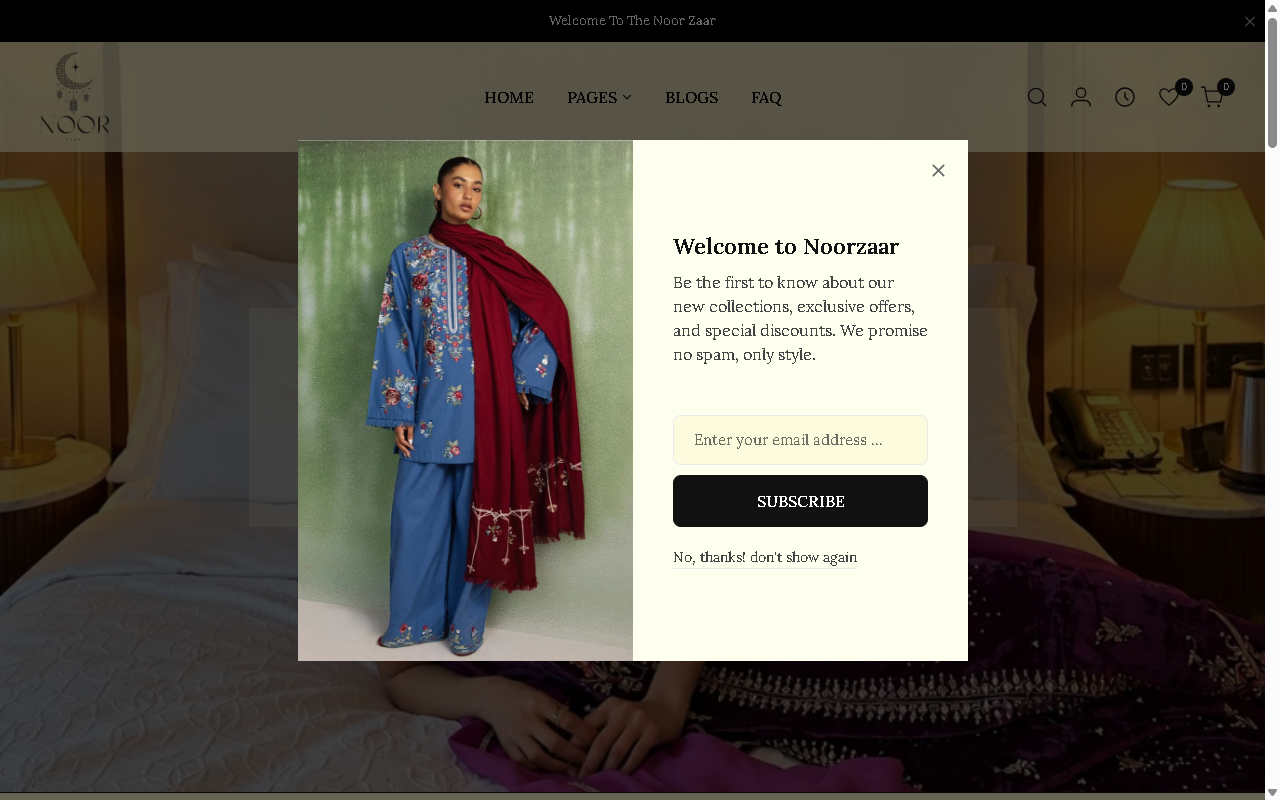 Welcome To The Noor Zaar
NOOR
HOME
PAGES
BLOGS
FAQ
0
0
Welcome to Noorzaar
Be the first to know about our
new collections, exclusive offers,
and special discounts. We promise
no spam, only style.
Enter your email address ...
SUBSCRIBE
No, thanks! don't show again